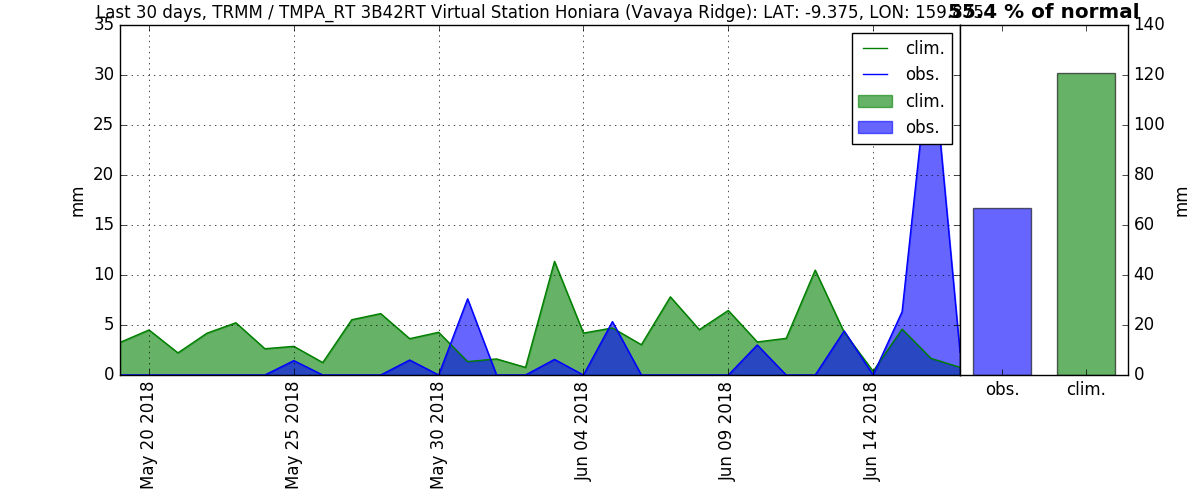 Last 30 days, TRMM / TMPA_RT 3B42RT Virtual Station Honiara (Vavaya Ridge): LAT: -9.375, LON:
55.4 % of normal
35
30
25
20
15
10
5
0
mm
clim.
obs.
clim.
obs.
140
120
100
80
60
40
20
0
mm
May 20 2018
May 25 2018
May 30 2018
Jun 04 2018
Jun 09 2018
Jun 14 2018
obs.
clim.